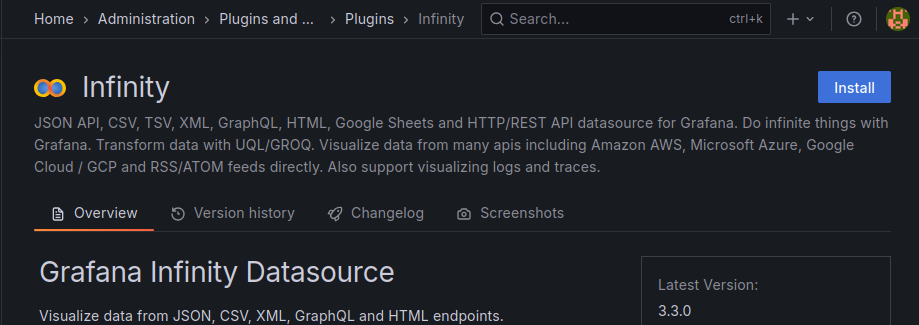 Home > Administration > Plugins and ... > Plugins > Infinity Search... ctrl+k
Infinity
Install
JSON API, CSV, TSV, XML, GraphQL, HTML, Google Sheets and HTTP/REST API datasource for Grafana. Do infinite things with
Grafana. Transform data with UQL/GROQ. Visualize data from many apis including Amazon AWS, Microsoft Azure, Google
Cloud / GCP and RSS/ATOM feeds directly. Also support visualizing logs and traces.
Overview Version history Changelog Screenshots
Grafana Infinity Datasource
Visualize data from JSON, CSV, XML, GraphQL and HTML endpoints.
Latest Version:
3.3.0